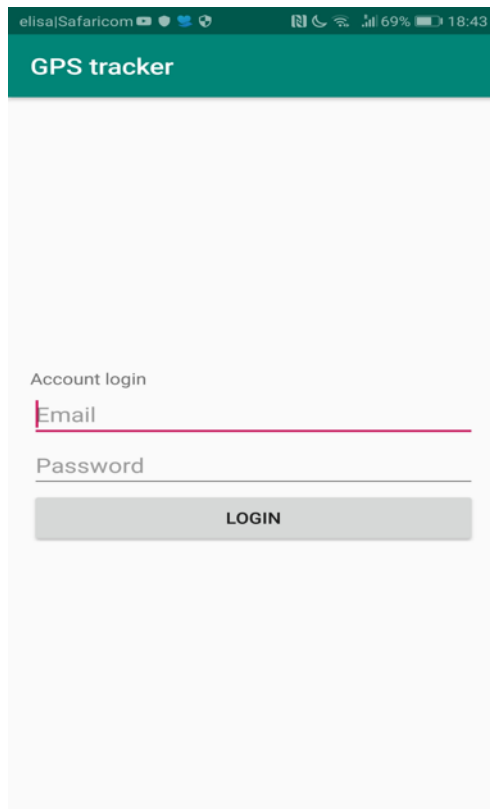 elisa|Safaricom 69% 18:43
GPS tracker
Account login
Email
Password
LOGIN